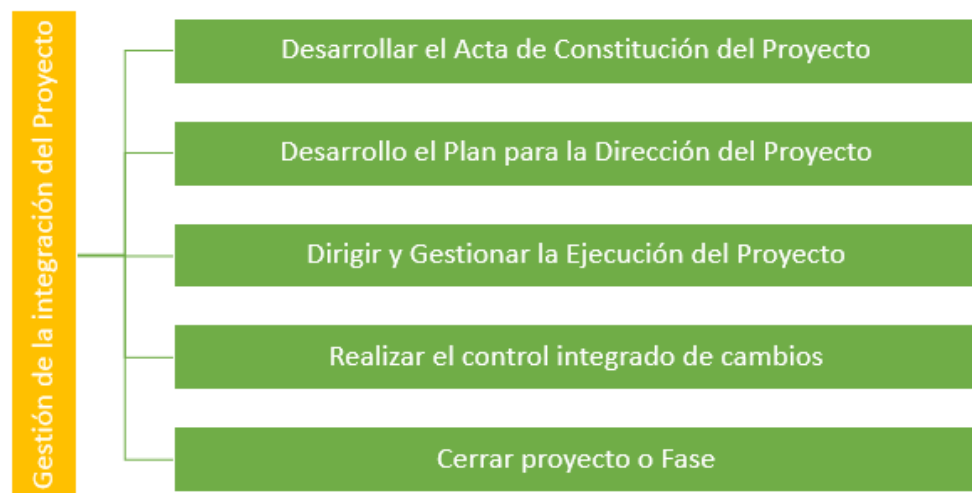 Gestión de la integración del Proyecto
Desarrollar el Acta de Constitución del Proyecto
Desarrollo el Plan para la Dirección del Proyecto
Dirigir y Gestionar la Ejecución del Proyecto
Realizar el control integrado de cambios
Cerrar proyecto o Fase